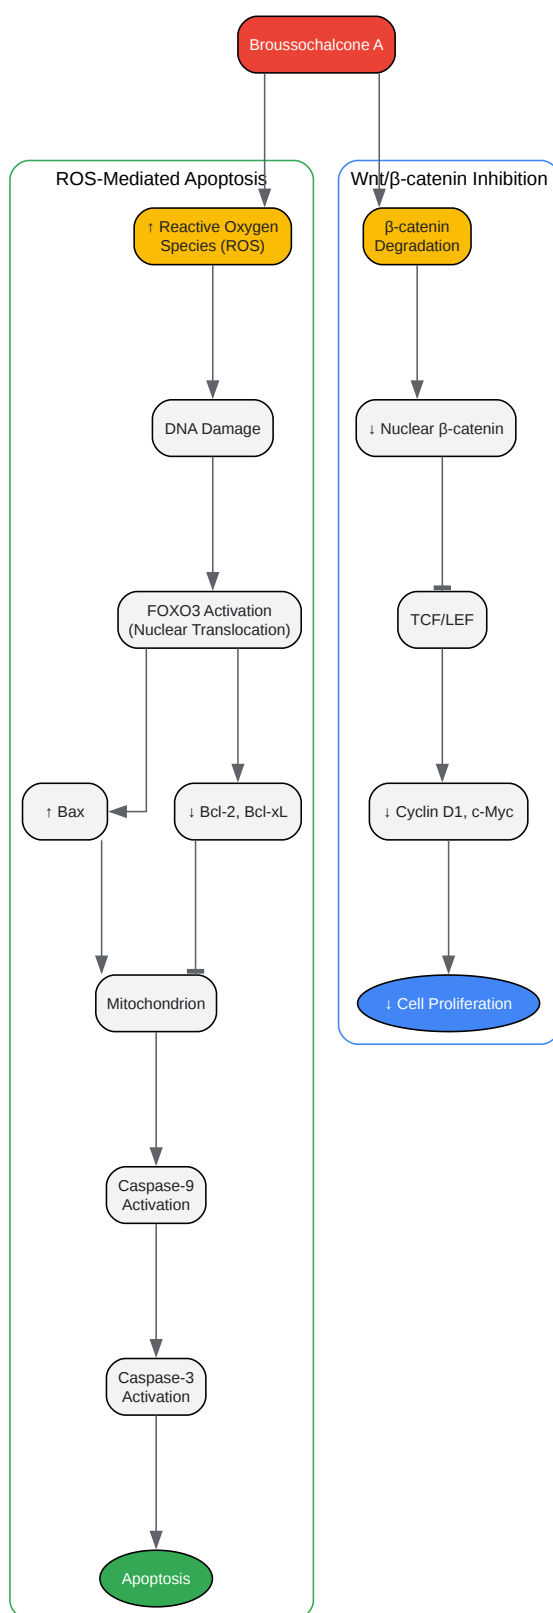 Broussochalcone A
ROS-Mediated Apoptosis
Wnt/β-catenin Inhibition
↑ Reactive Oxygen
Species (ROS)
β-catenin
Degradation
DNA Damage
↓ Nuclear β-catenin
FOXO3 Activation
(Nuclear Translocation)
TCF/LEF
↑ Bax
↓ Bcl-2, Bcl-xL
↓ Cyclin D1, c-Myc
Mitochondrion
↓ Cell Proliferation
Caspase-9
Activation
Caspase-3
Activation
Apoptosis